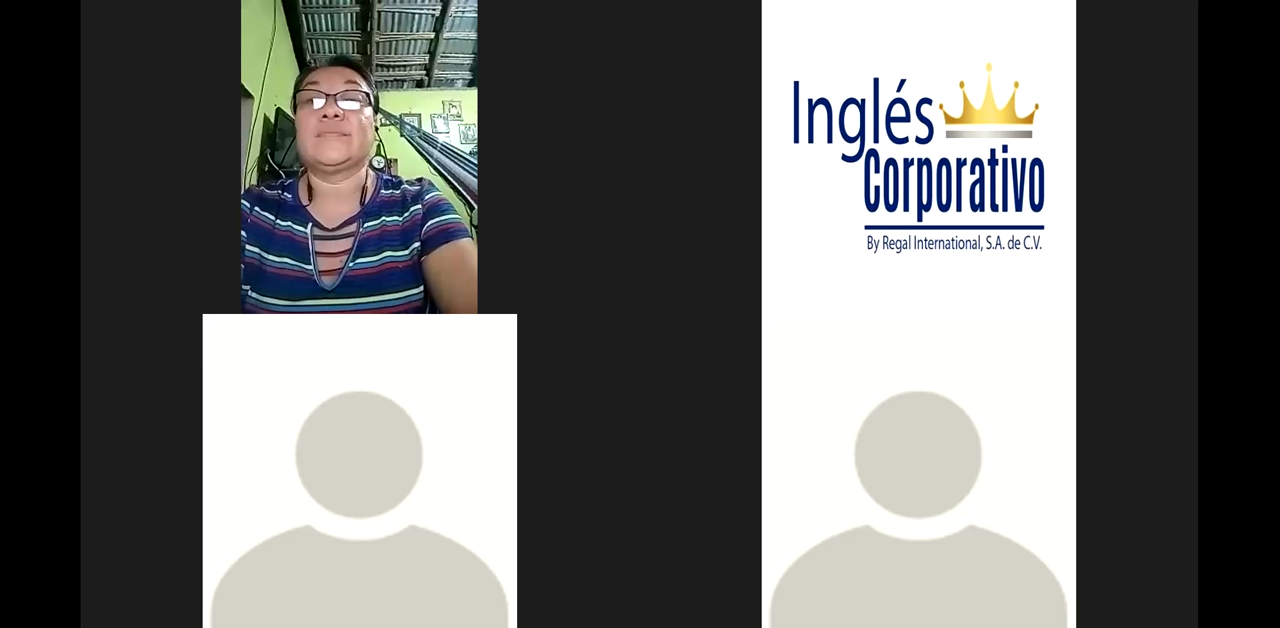 Inglés
Corporativo
By Regal International, S.A. de C.V.